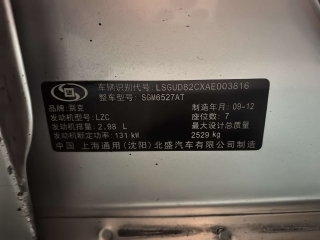 车辆识别代号: LSGUD82CXAE003816
整车型号: SGM6527AT
品牌: 别克 制造年月: 09-12
发动机型号: LZC 座位数: 7
发动机排量: 2.98 L 最大设计总质量
发动机额定功率: 131 kW 2529 kg
中国 上海通用(沈阳)北盛汽车有限公司制造